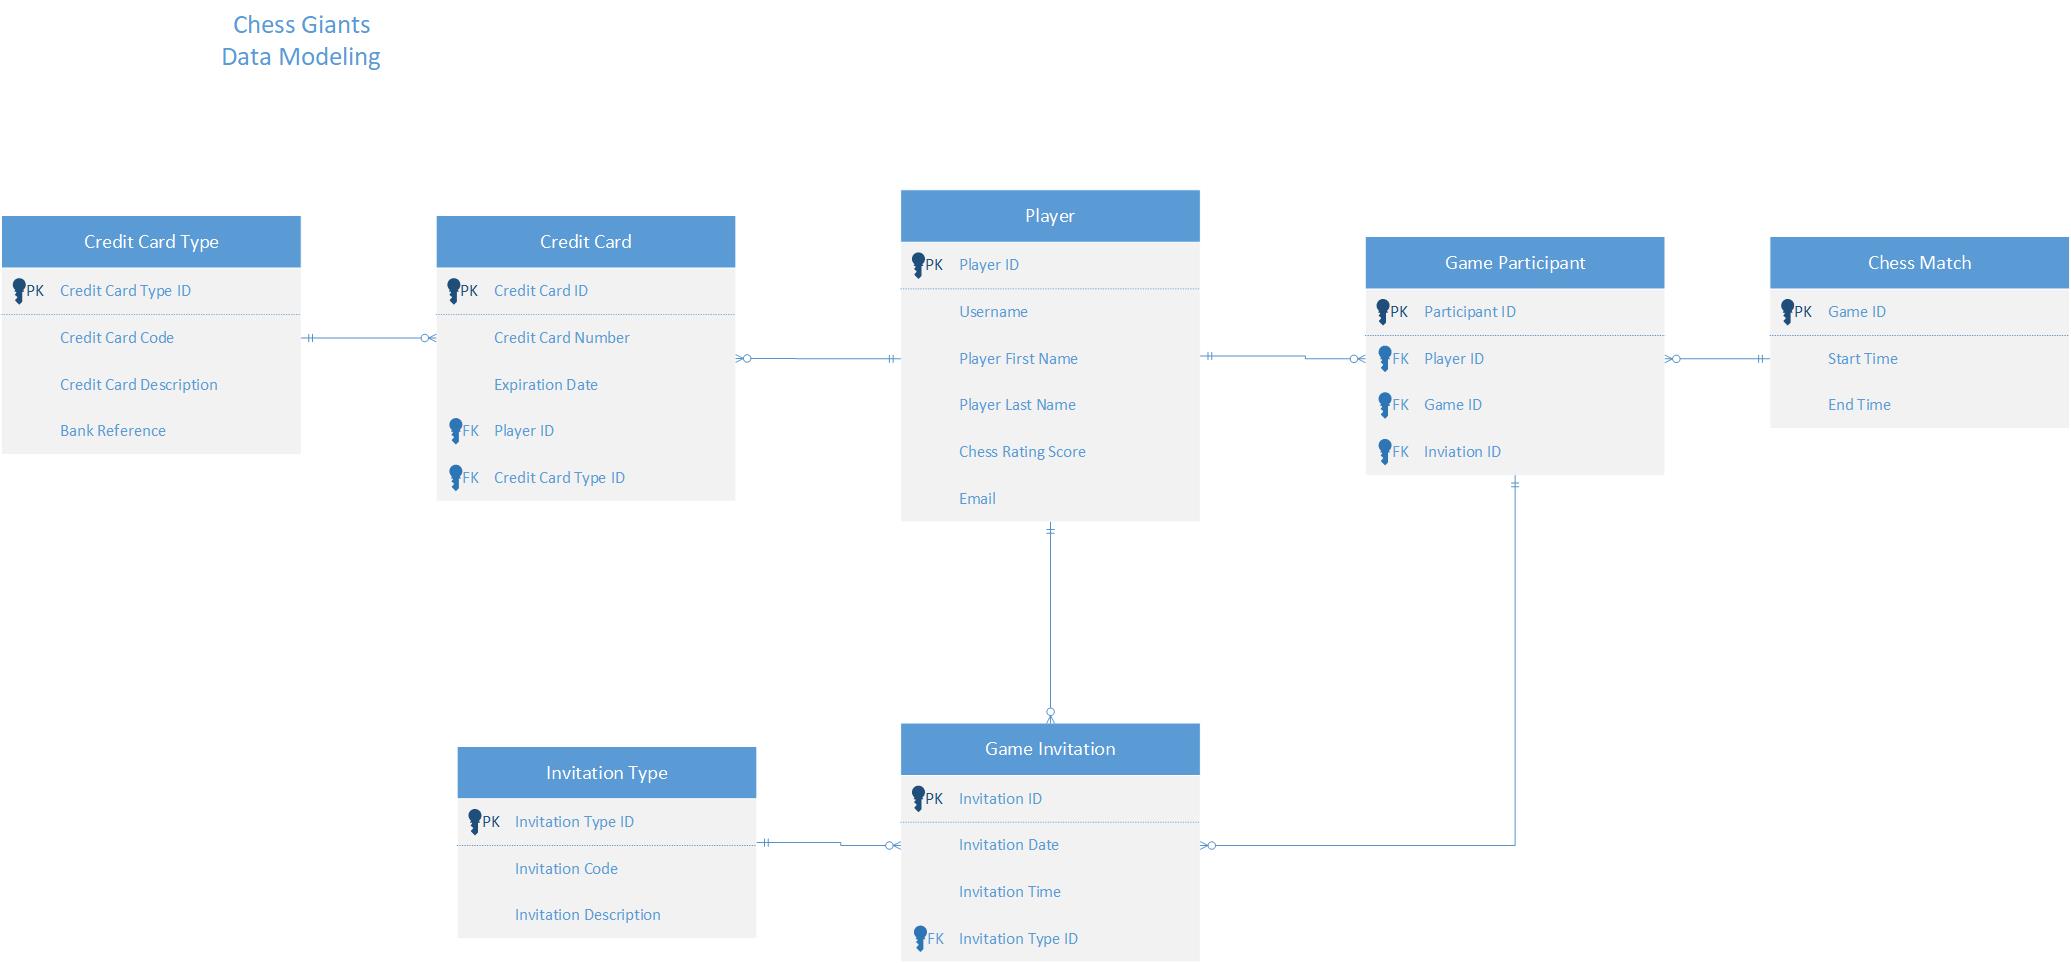 Chess Giants
Data Modeling
Credit Card Type
PK Credit Card Type ID
Credit Card Code
Credit Card Description
Bank Reference
Credit Card
PK Credit Card ID
Credit Card Number
Expiration Date
FK Player ID
FK Credit Card Type ID
Player
PK Player ID
Username
Player First Name
Player Last Name
Chess Rating Score
Email
Game Participant
PK Participant ID
FK Player ID
FK Game ID
FK Inviation ID
Chess Match
PK Game ID
Start Time
End Time
Invitation Type
PK Invitation Type ID
Invitation Code
Invitation Description
Game Invitation
PK Invitation ID
Invitation Date
Invitation Time
FK Invitation Type ID